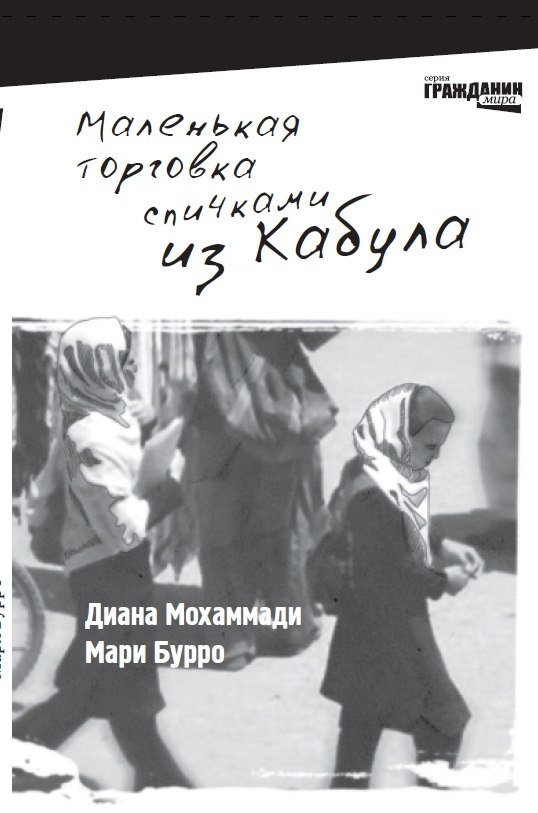 серия
ГРАЖДАНИН
мира
Маленькая
торговка
спичками
из Кабула
Диана Мохаммади
Мари Бурро